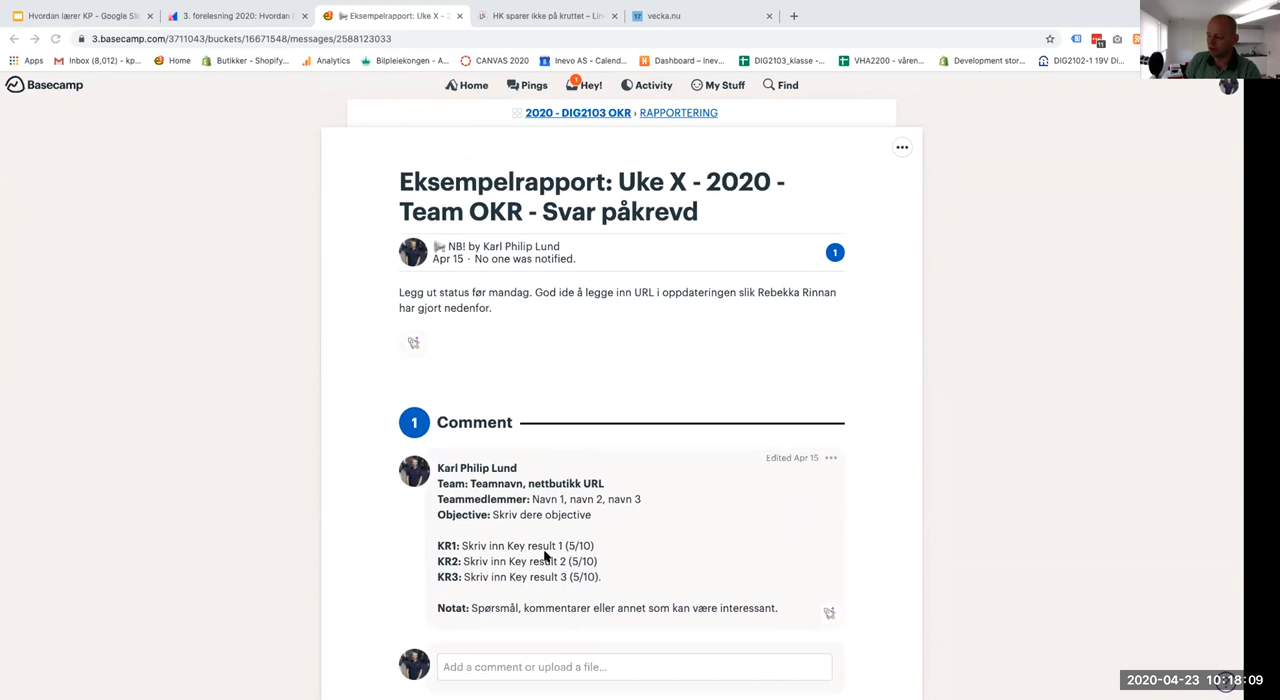 Hvordan lærer KP - Google Sli
3. forelesning 2020: Hvordan
Eksempelrapport: Uke X - 2
HK sparer ikke på kruttet – Lin
17 vecka.nu
3.basecamp.com/3711043/buckets/16671548/messages/2588123033
11
Apps
Inbox (8,012) - kp...
Home
Butikker - Shopify...
Analytics
Bilpleiekongen - A...
CANVAS 2020
Inevo AS - Calend...
Dashboard – Inev...
DIG2103_klasse -...
VHA2200 - våren...
Development stor...
DIG2102-1 19V Di...
Basecamp
Home
Pings
1
Hey!
Activity
My Stuff
Find
2020 - DIG2103 OKR › RAPPORTERING
Eksempelrapport: Uke X - 2020 -
Team OKR - Svar påkrevd
NB! by Karl Philip Lund
Apr 15 · No one was notified.
1
Legg ut status før mandag. God ide å legge inn URL i oppdateringen slik Rebekka Rinnan
har gjort nedenfor.
1 Comment
Edited Apr 15
Karl Philip Lund
Team: Teamnavn, nettbutikk URL
Teammedlemmer: Navn 1, navn 2, navn 3
Objective: Skriv dere objective
KR1: Skriv inn Key result 1 (5/10)
KR2: Skriv inn Key result 2 (5/10)
KR3: Skriv inn Key result 3 (5/10).
Notat: Spørsmål, kommentarer eller annet som kan være interessant.
Add a comment or upload a file...
2020-04-23 10:18:09